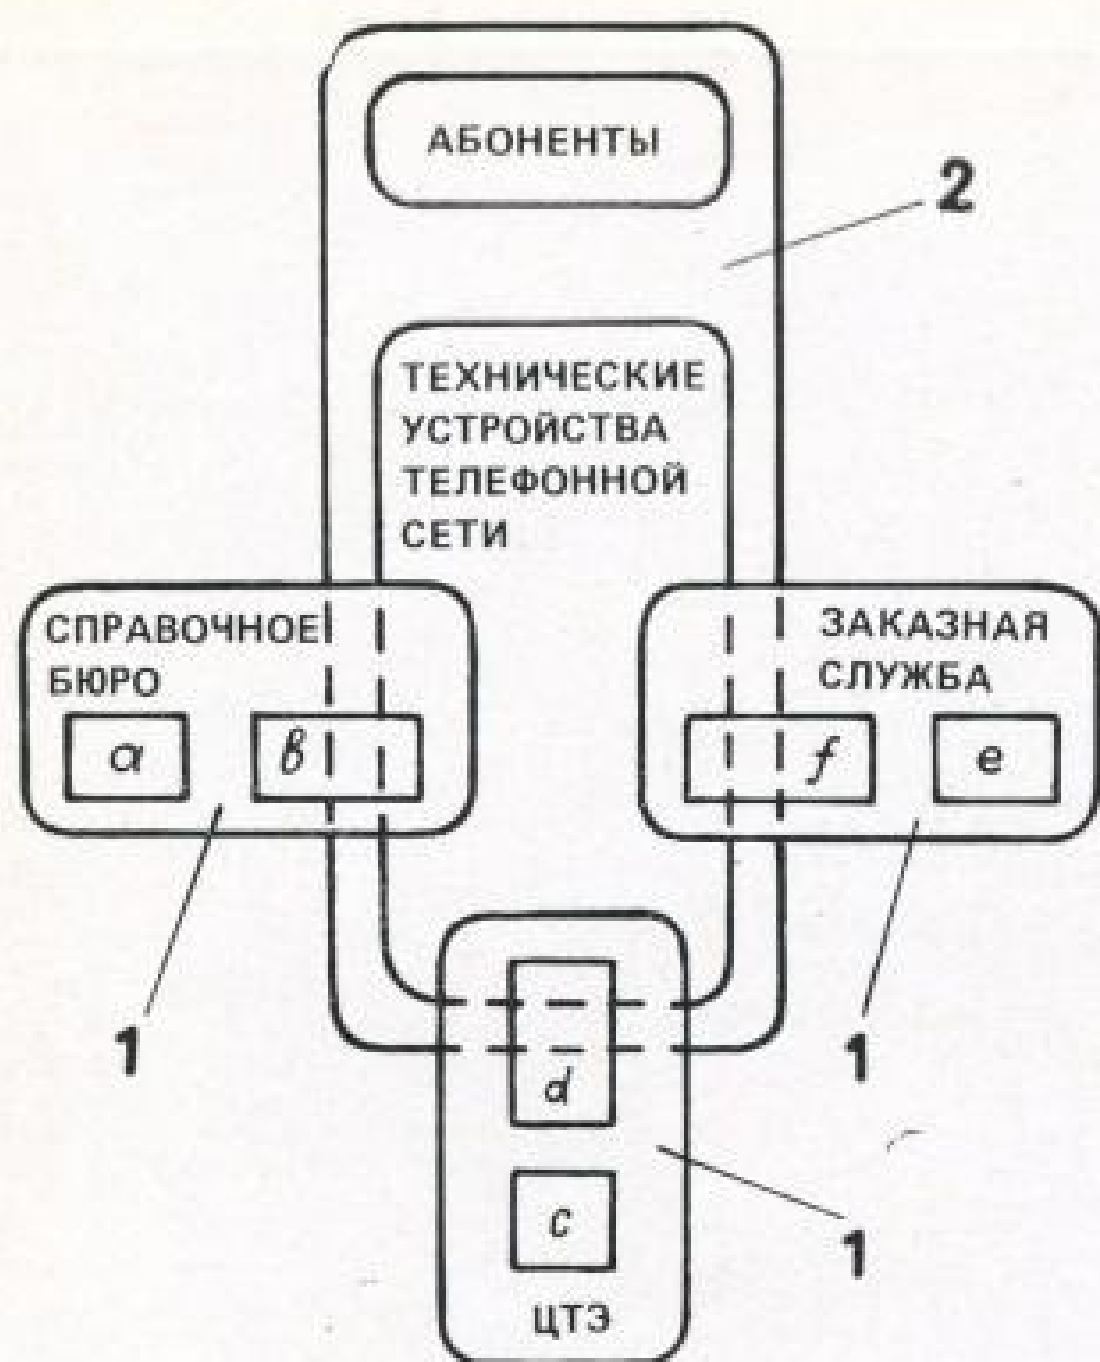 АБОНЕНТЫ
2
ТЕХНИЧЕСКИЕ
УСТРОЙСТВА
ТЕЛЕФОННОЙ
СЕТИ
СПРАВОЧНОЕ
БЮРО
a
b
ЗАКАЗНАЯ
СЛУЖБА
f
e
1
1
d
c
1
ЦТЭ